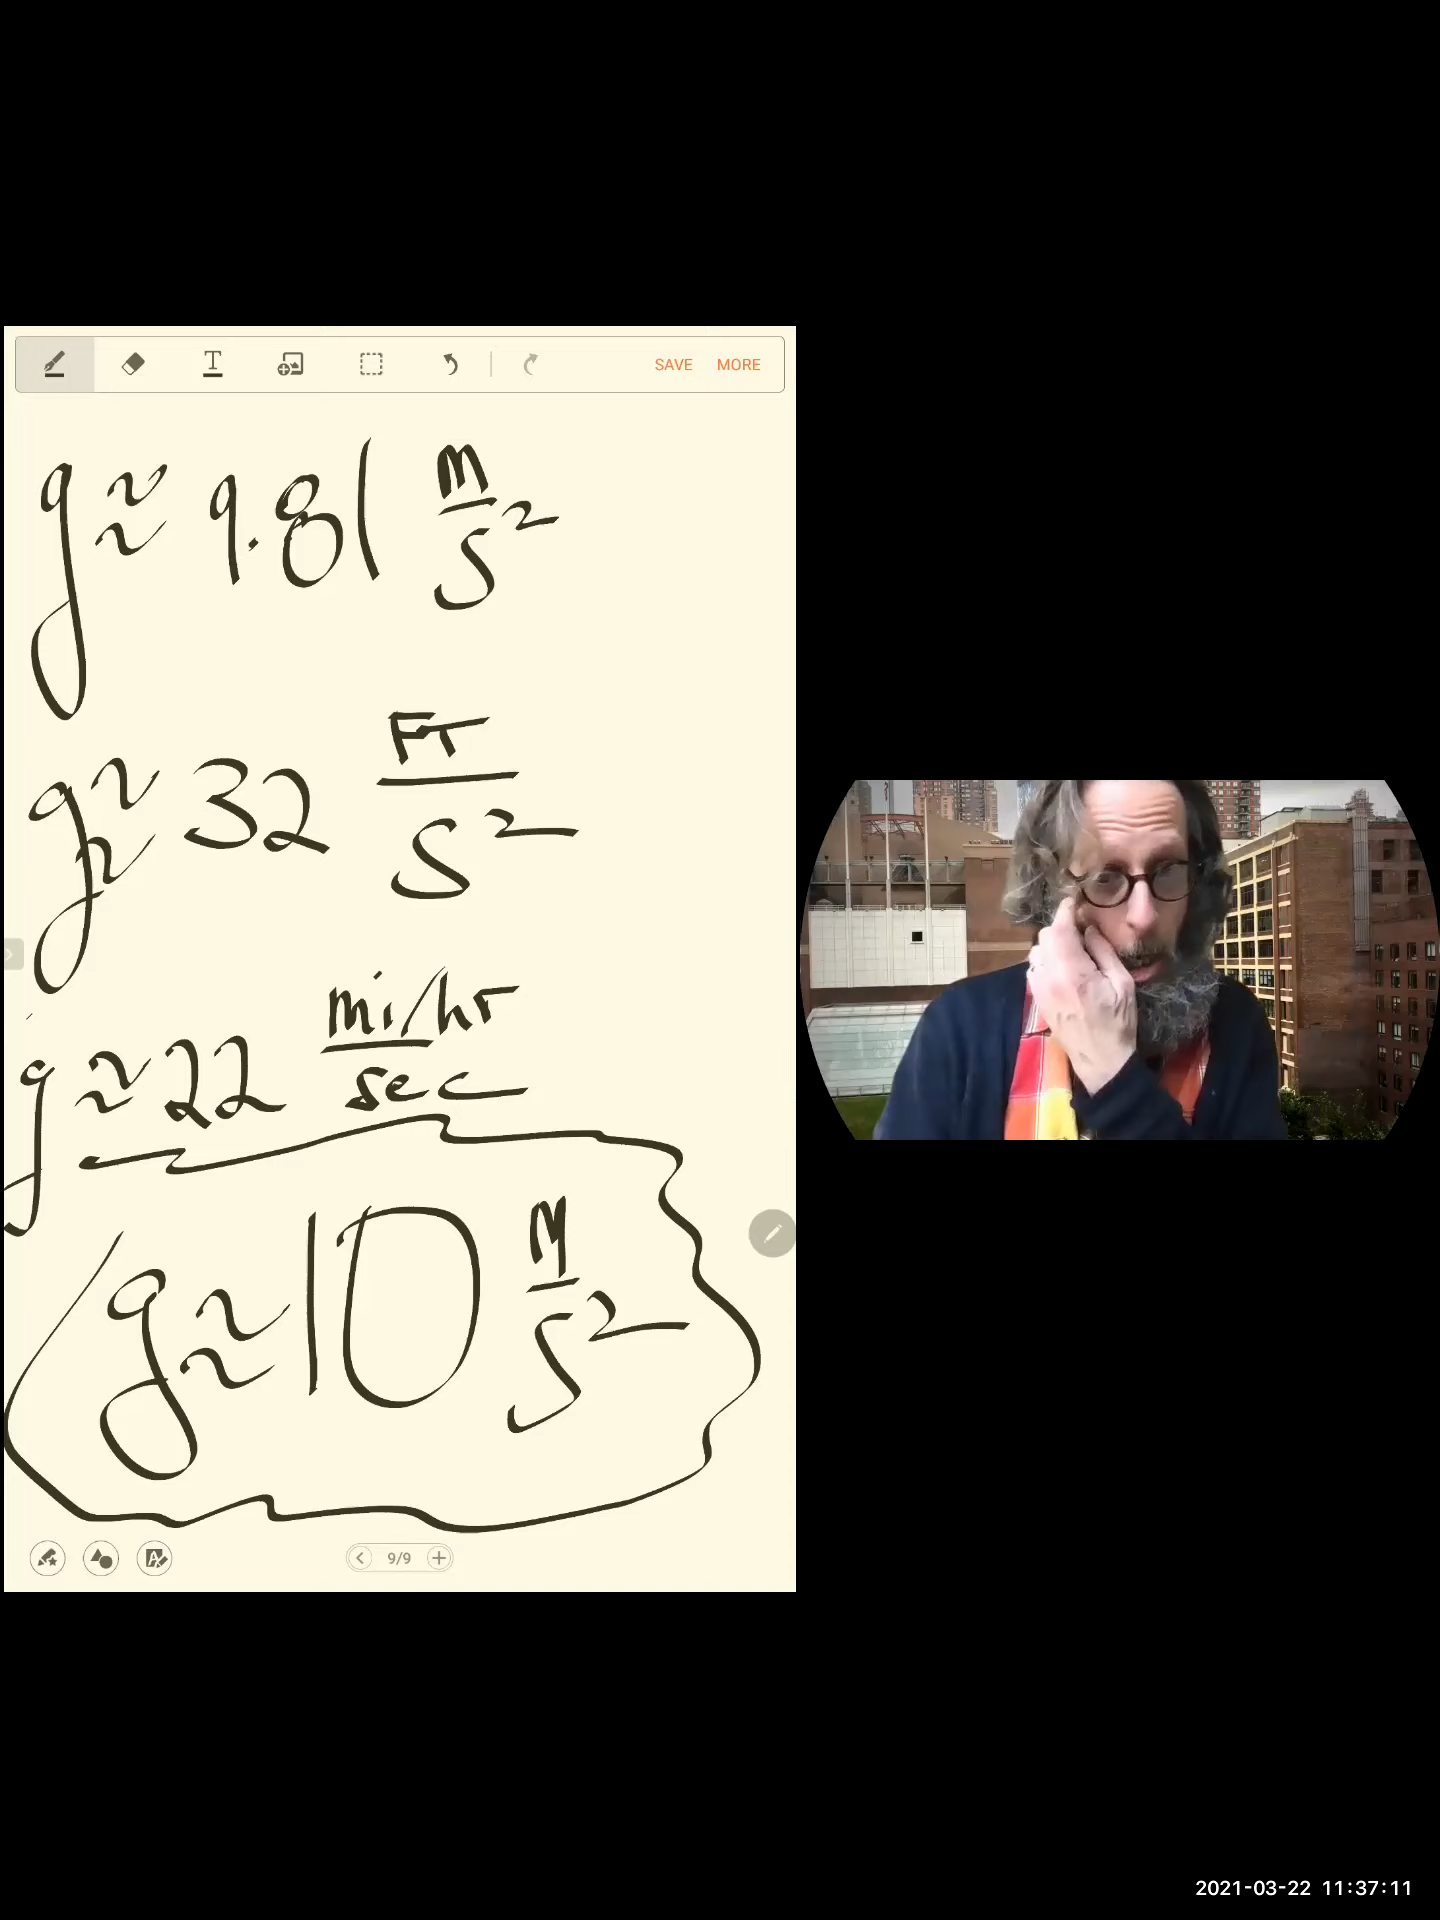 SAVE MORE
g ≈ 9.81 m/s²
g ≈ 32 FT/s²
g ≈ 22 mi/hr/sec
g ≈ 10 m/s²
9/9
2021-03-22 11:37:11